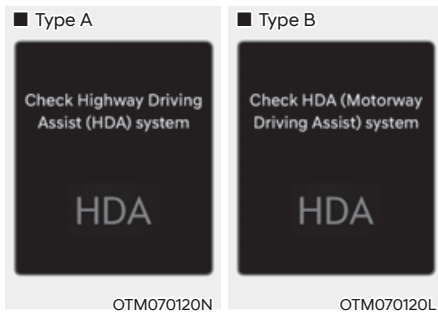 ■ Type A
Check Highway Driving
Assist (HDA) system
HDA
OTM070120N
■ Type B
Check HDA (Motorway
Driving Assist) system
HDA
OTM070120L